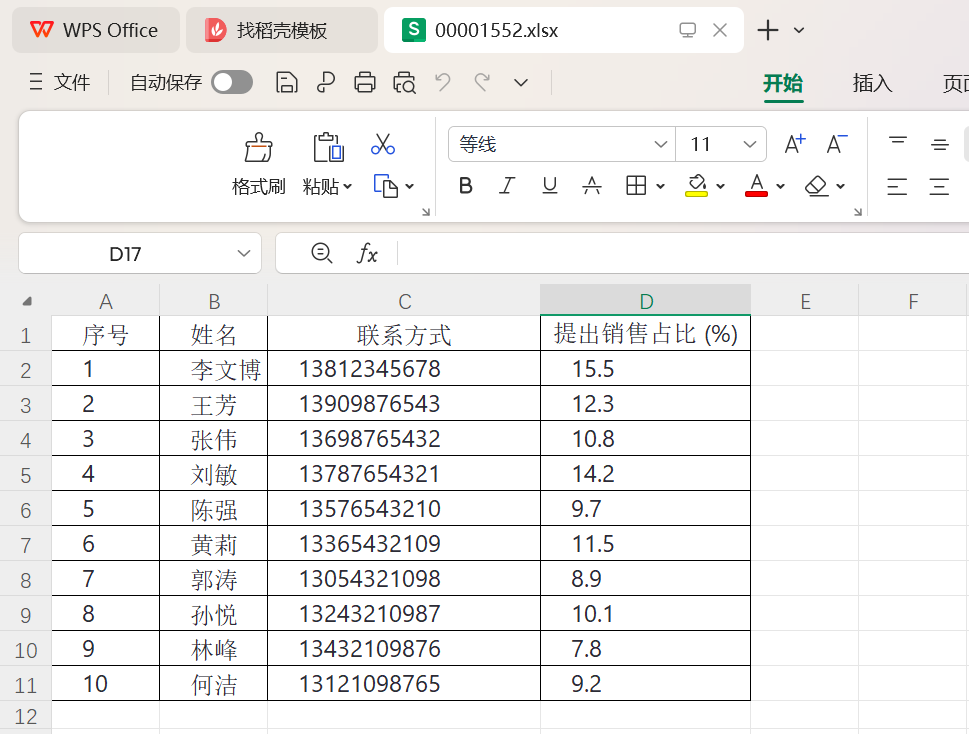 WPS Office 找稻壳模板 S 00001552.xlsx
文件 自动保存 开始 插入
等线 11 A+ A-
格式刷 粘贴 B I U A A
D17 fx
A B C D E F
1 序号 姓名 联系方式 提出销售占比 (%)
2 1 李文博 13812345678 15.5
3 2 王芳 13909876543 12.3
4 3 张伟 13698765432 10.8
5 4 刘敏 13787654321 14.2
6 5 陈强 13576543210 9.7
7 6 黄莉 13365432109 11.5
8 7 郭涛 13054321098 8.9
9 8 孙悦 13243210987 10.1
10 9 林峰 13432109876 7.8
11 10 何洁 13121098765 9.2
12